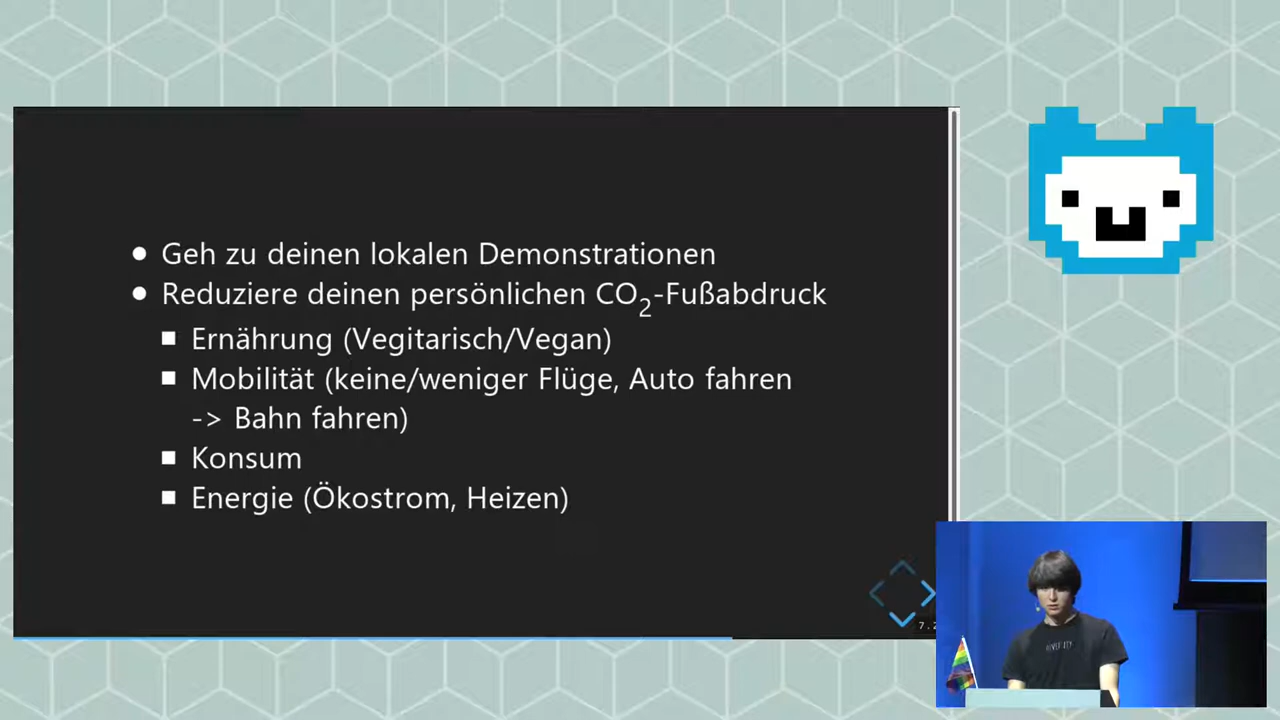 ● Geh zu deinen lokalen Demonstrationen
● Reduziere deinen persönlichen CO₂-Fußabdruck
■ Ernährung (Vegitarisch/Vegan)
■ Mobilität (keine/weniger Flüge, Auto fahren
-> Bahn fahren)
■ Konsum
■ Energie (Ökostrom, Heizen)